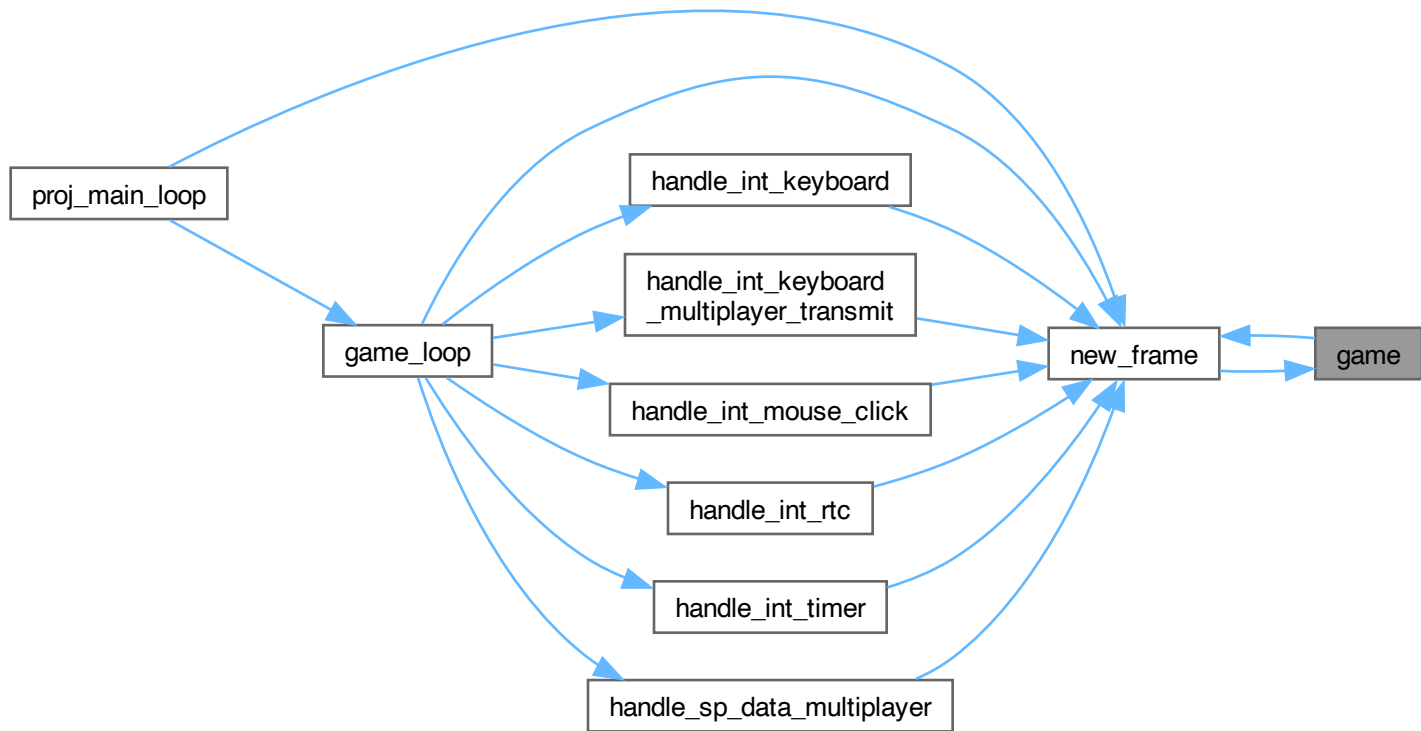 proj_main_loop
game_loop
handle_int_keyboard
handle_int_keyboard
_multiplayer_transmit
handle_int_mouse_click
handle_int_rtc
handle_int_timer
handle_sp_data_multiplayer
new_frame
game